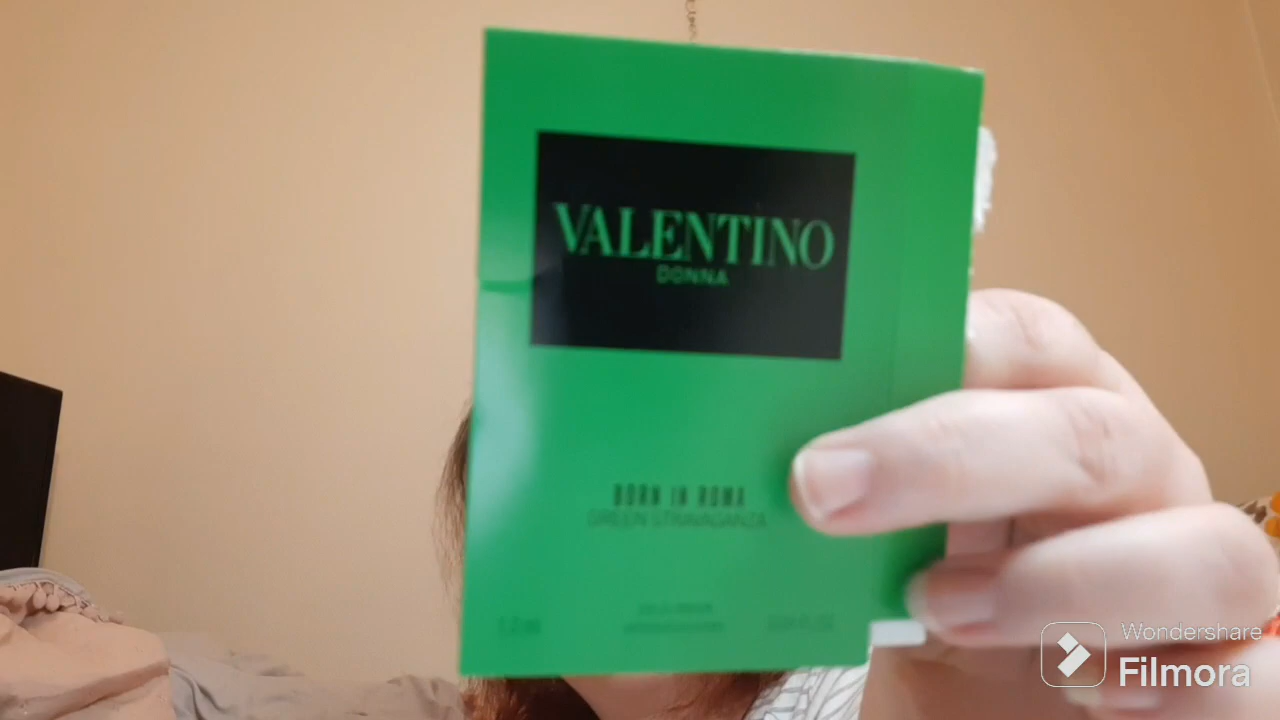 VALENTINO
DONNA
BORN IN ROMA
GREEN STRAVAGANZA
Wondershare
Filmora